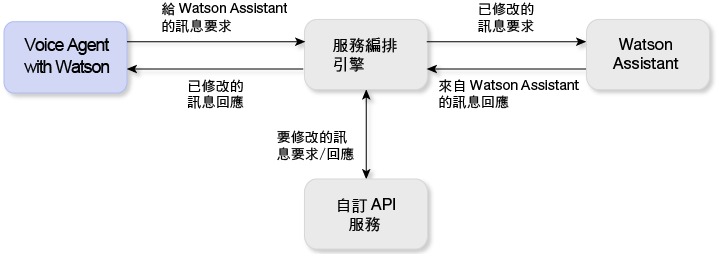 給 Watson Assistant
的訊息要求
已修改的
訊息要求
Voice Agent
with Watson
服務編排
引擎
Watson
Assistant
已修改的
訊息回應
來自 Watson Assistant
的訊息回應
要修改的訊
息要求/回應
自訂 API
服務